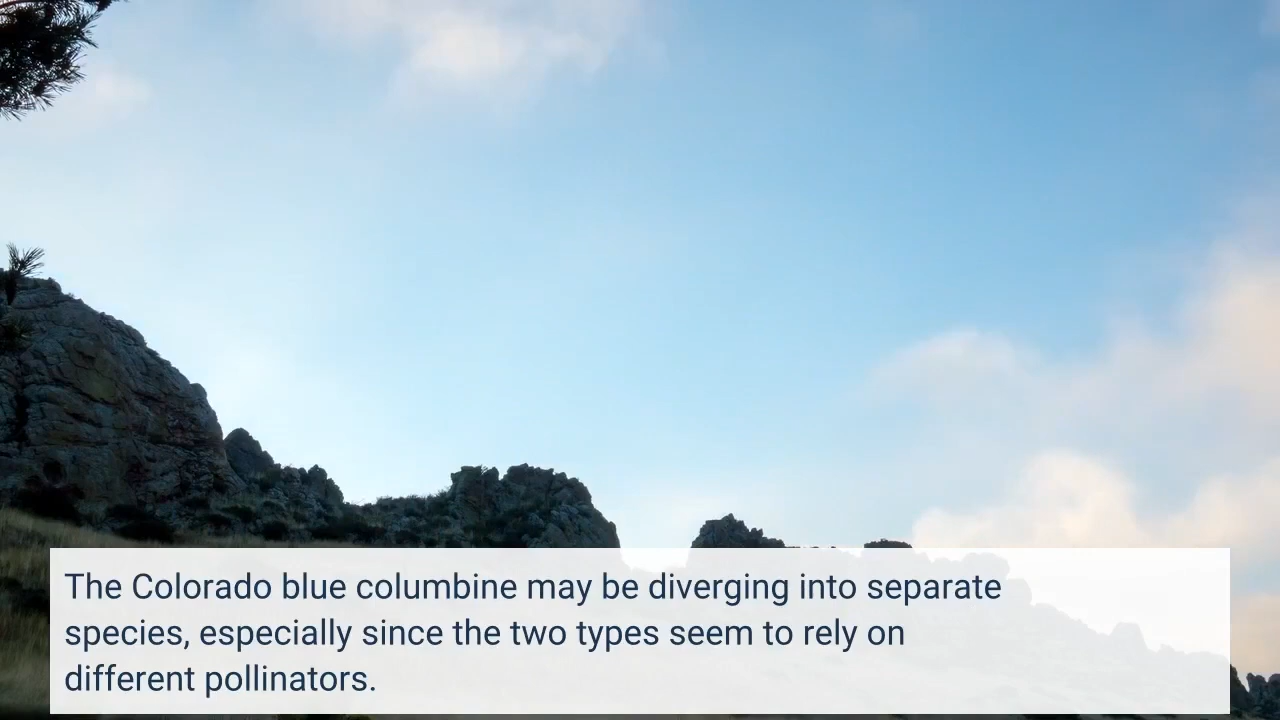 The Colorado blue columbine may be diverging into separate
species, especially since the two types seem to rely on
different pollinators.